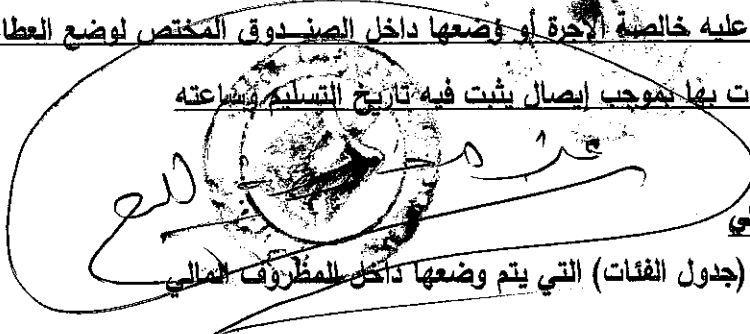 عليه خالصة الأجرة أو وضعها داخل الصندوق المختص لوضع العطا
ت بها بموجب إيصال يثبت فيه تاريخ التسليم وساعته
ي
(جدول الفئات) التي يتم وضعها داخل المظروف المالي